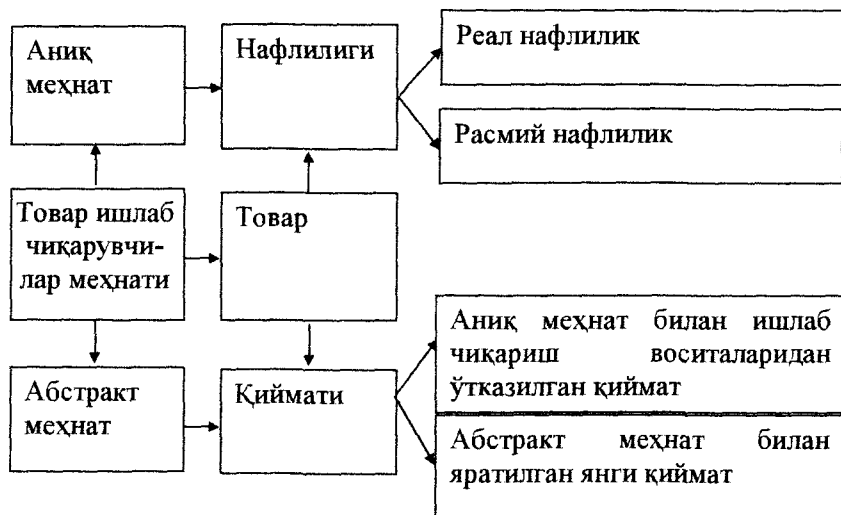 Аниқ
меҳнат
Нафлилиги
Реал нафлилик
Расмий нафлилик
Товар ишлаб
чиқарувчи-
лар меҳнати
Товар
Абстракт
меҳнат
Қиймати
Аниқ меҳнат билан ишлаб
чиқариш воситаларидан
ўтказилган қиймат
Абстракт меҳнат билан
яратилган янги қиймат